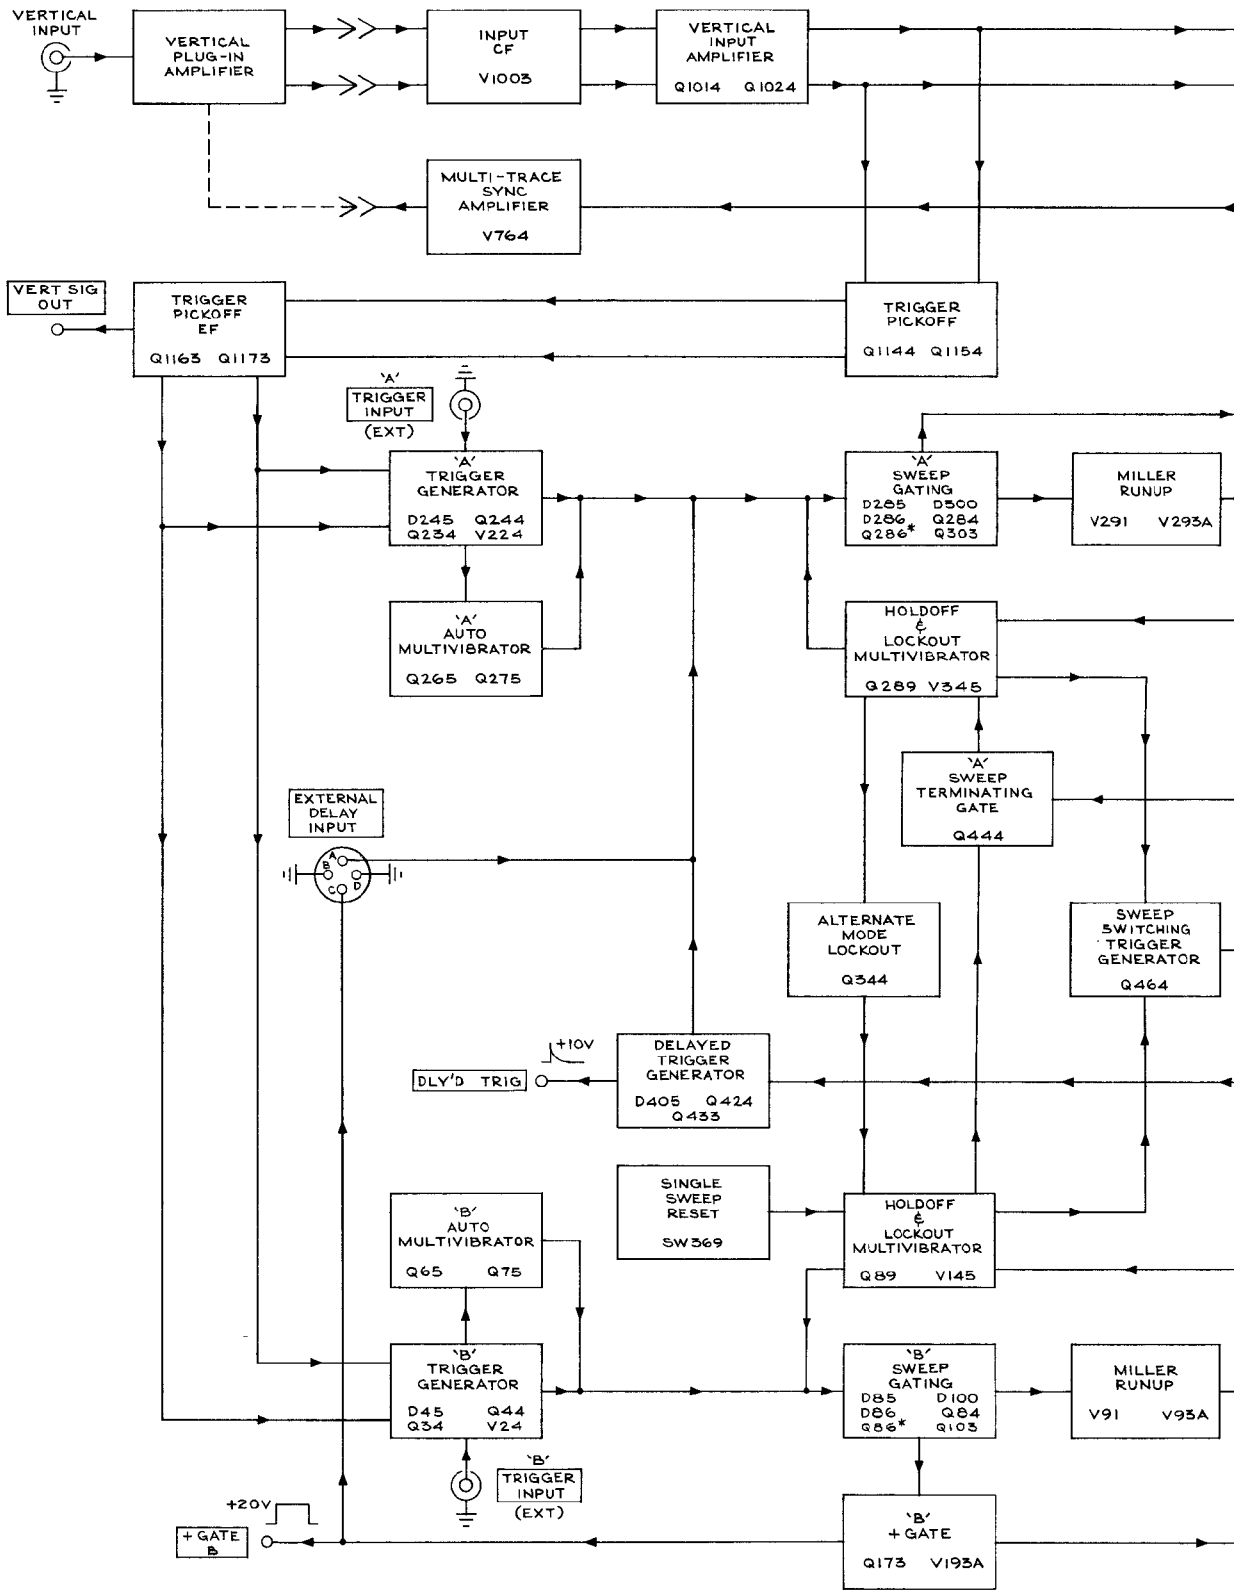 VERTICAL
INPUT
VERTICAL
PLUG-IN
AMPLIFIER
INPUT
CF
V1003
VERTICAL
INPUT
AMPLIFIER
Q1014 Q1024
MULTI-TRACE
SYNC
AMPLIFIER
V764
VERT SIG
OUT
TRIGGER
PICKOFF
EF
Q1163 Q1173
TRIGGER
PICKOFF
Q1144 Q1154
'A'
TRIGGER
INPUT
(EXT)
'A'
TRIGGER
GENERATOR
D245 Q244
Q234 V224
'A'
SWEEP
GATING
D285 D300
D286 Q284
Q286* Q303
MILLER
RUNUP
V291 V293A
'A'
AUTO
MULTIVIBRATOR
Q265 Q275
HOLDOFF
&
LOCKOUT
MULTIVIBRATOR
Q289 V345
'A'
SWEEP
TERMINATING
GATE
Q444
EXTERNAL
DELAY
INPUT
A
B
D
C
ALTERNATE
MODE
LOCKOUT
Q344
SWEEP
SWITCHING
TRIGGER
GENERATOR
Q464
+10V
DLY'D TRIG
DELAYED
TRIGGER
GENERATOR
D405 Q424
Q433
SINGLE
SWEEP
RESET
SW369
HOLDOFF
&
LOCKOUT
MULTIVIBRATOR
Q89 V145
'B'
AUTO
MULTIVIBRATOR
Q65 Q75
'B'
TRIGGER
GENERATOR
D45 Q44
Q34 V24
'B'
SWEEP
GATING
D85 D100
D86 Q84
Q86* Q103
MILLER
RUNUP
V91 V93A
'B'
TRIGGER
INPUT
(EXT)
+20V
+ GATE
B
'B'
+ GATE
Q173 V193A